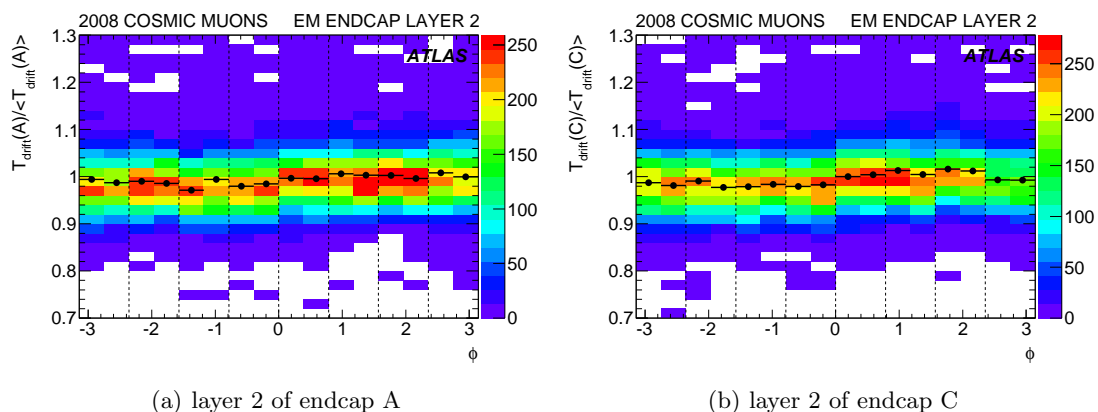 2008 COSMIC MUONS EM ENDCAP LAYER 2
T_drift(A)/<T_drift(A)>
1.3
1.2
1.1
1
0.9
0.8
0.7
ATLAS
250
200
150
100
50
0
-3 -2 -1 0 1 2 3
ϕ
(a) layer 2 of endcap A
2008 COSMIC MUONS EM ENDCAP LAYER 2
T_drift(C)/<T_drift(C)>
1.3
1.2
1.1
1
0.9
0.8
0.7
ATLAS
250
200
150
100
50
0
-3 -2 -1 0 1 2 3
ϕ
(b) layer 2 of endcap C